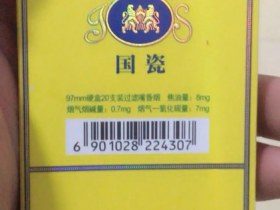 国瓷
97mm硬盒20支装过滤嘴香烟 焦油量：8mg
烟气烟碱量：0.7mg 烟气一氧化碳量：7mg
6 901028 224307